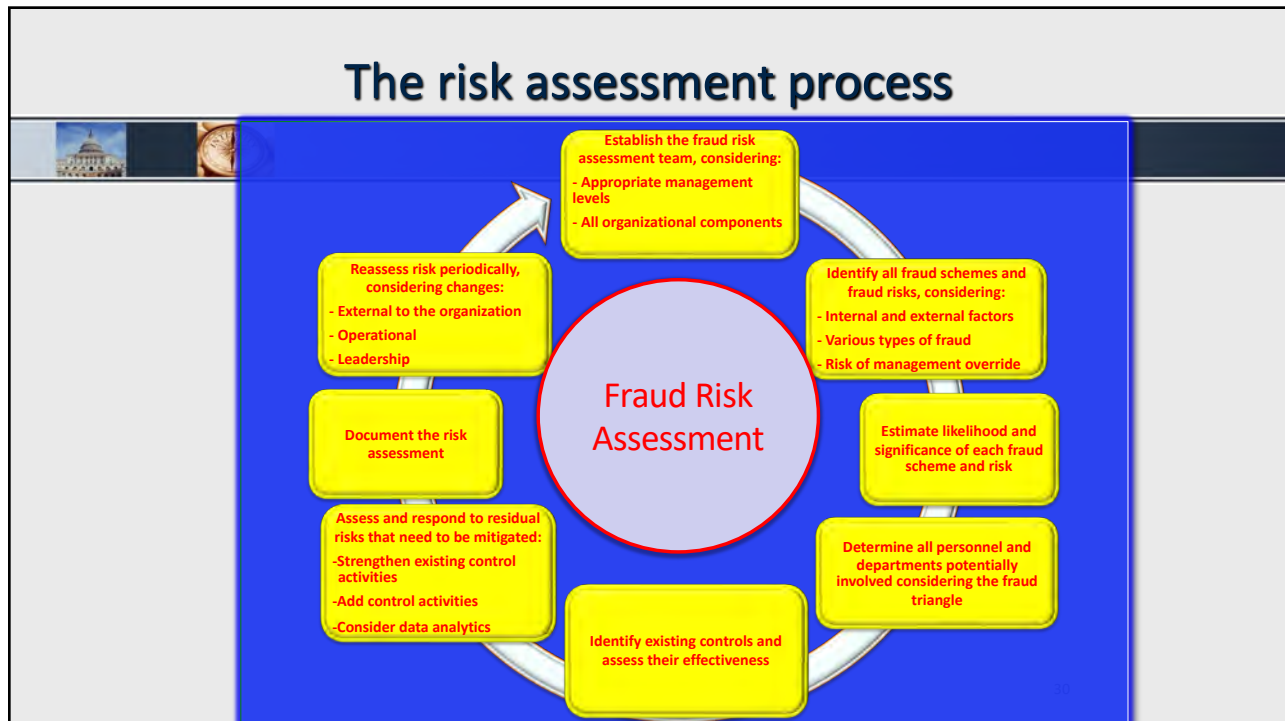 The risk assessment process
Establish the fraud risk
assessment team, considering:
- Appropriate management
levels
- All organizational components
Identify all fraud schemes and
fraud risks, considering:
- Internal and external factors
- Various types of fraud
- Risk of management override
Estimate likelihood and
significance of each fraud
scheme and risk
Determine all personnel and
departments potentially
involved considering the fraud
triangle
Identify existing controls and
assess their effectiveness
Assess and respond to residual
risks that need to be mitigated:
-Strengthen existing control
activities
-Add control activities
-Consider data analytics
Document the risk
assessment
Reassess risk periodically,
considering changes:
- External to the organization
- Operational
- Leadership
Fraud Risk
Assessment
30